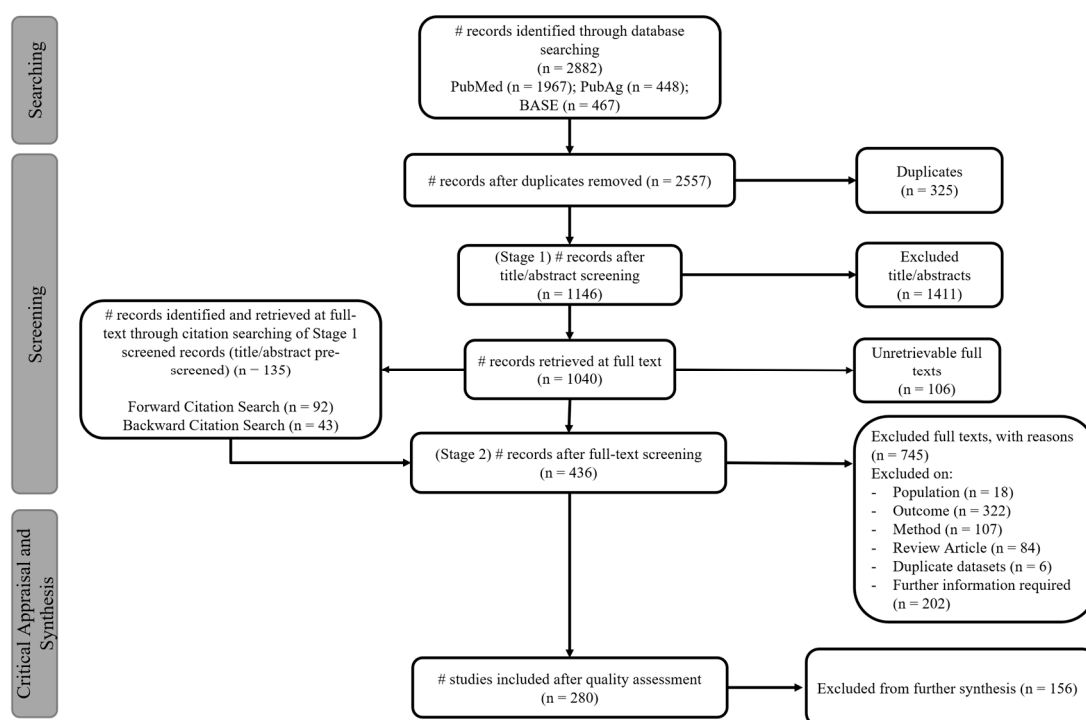 Searching
# records identified through database
searching
(n = 2882)
PubMed (n = 1967); PubAg (n = 448);
BASE (n = 467)
Screening
# records after duplicates removed (n = 2557)
Duplicates
(n = 325)
(Stage 1) # records after
title/abstract screening
(n = 1146)
Excluded
title/abstracts
(n = 1411)
# records identified and retrieved at full-
text through citation searching of Stage 1
screened records (title/abstract pre-
screened) (n = 135)
Forward Citation Search (n = 92)
Backward Citation Search (n = 43)
# records retrieved at full text
(n = 1040)
Unretrievable full
texts
(n = 106)
(Stage 2) # records after full-text screening
(n = 436)
Excluded full texts, with reasons
(n = 745)
Excluded on:
- Population (n = 18)
- Outcome (n = 322)
- Method (n = 107)
- Review Article (n = 84)
- Duplicate datasets (n = 6)
- Further information required
(n = 202)
Critical Appraisal and
Synthesis
# studies included after quality assessment
(n = 280)
Excluded from further synthesis (n = 156)